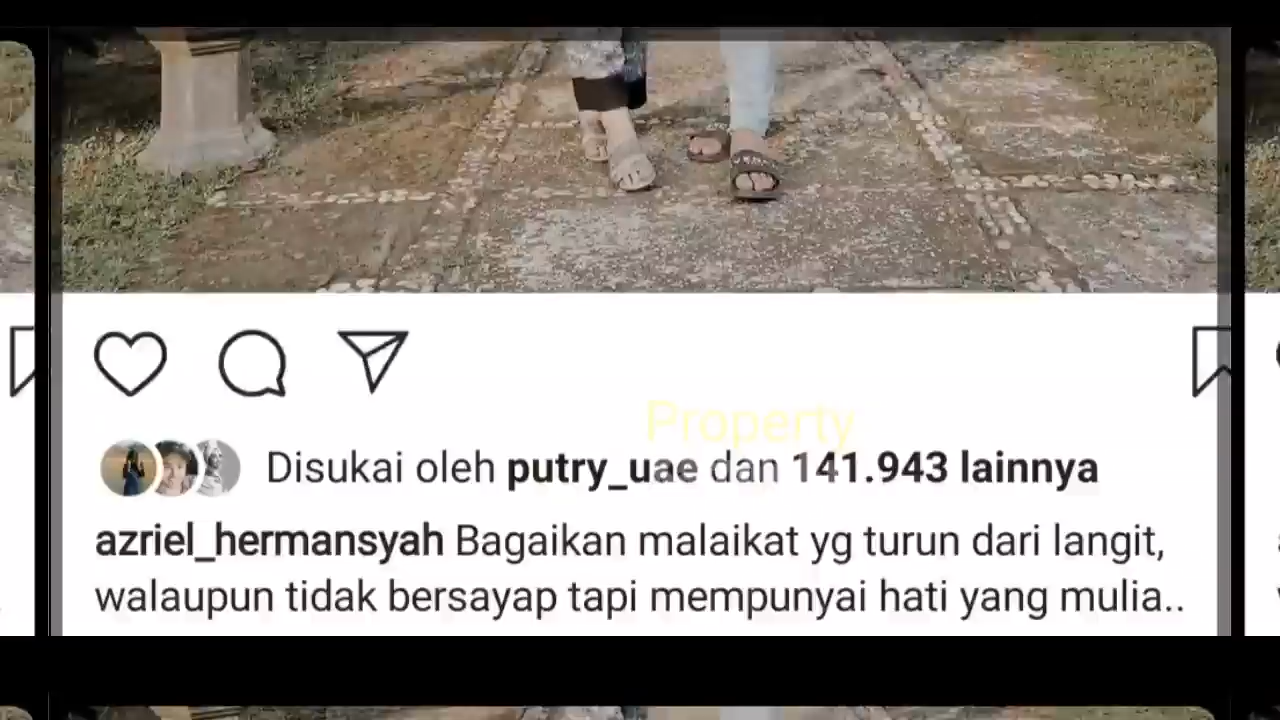 Property
Disukai oleh putry_uae dan 141.943 lainnya
azriel_hermansyah Bagaikan malaikat yg turun dari langit,
walaupun tidak bersayap tapi mempunyai hati yang mulia..